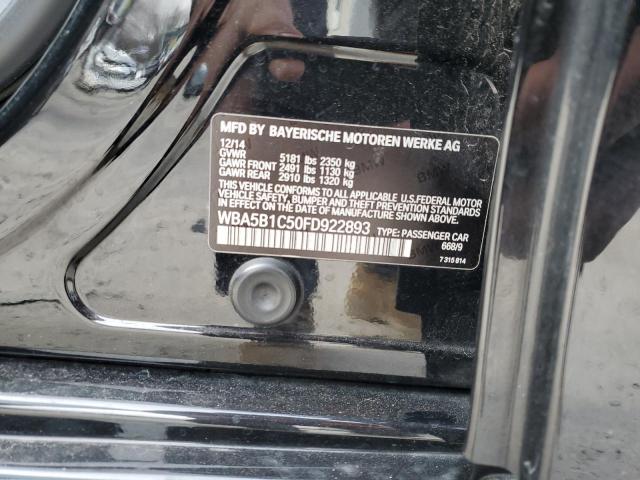 MFD BY BAYERISCHE MOTOREN WERKE AG
12/14
GVWR 5181 lbs 2350 kg
GAWR FRONT 2491 lbs 1130 kg
GAWR REAR 2910 lbs 1320 kg
THIS VEHICLE CONFORMS TO ALL APPLICABLE U.S.FEDERAL MOTOR
VEHICLE SAFETY, BUMPER, AND THEFT PREVENTION STANDARDS
IN EFFECT ON THE DATE OF MANUFACTURE SHOWN ABOVE.
WBA5B1C50FD922893 TYPE: PASSENGER CAR
668/9
7 315 814